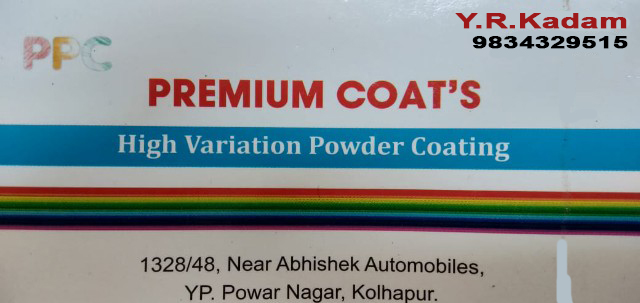 PPC
Y.R.Kadam
9834329515
PREMIUM COAT'S
High Variation Powder Coating
1328/48, Near Abhishek Automobiles,
YP. Powar Nagar, Kolhapur.